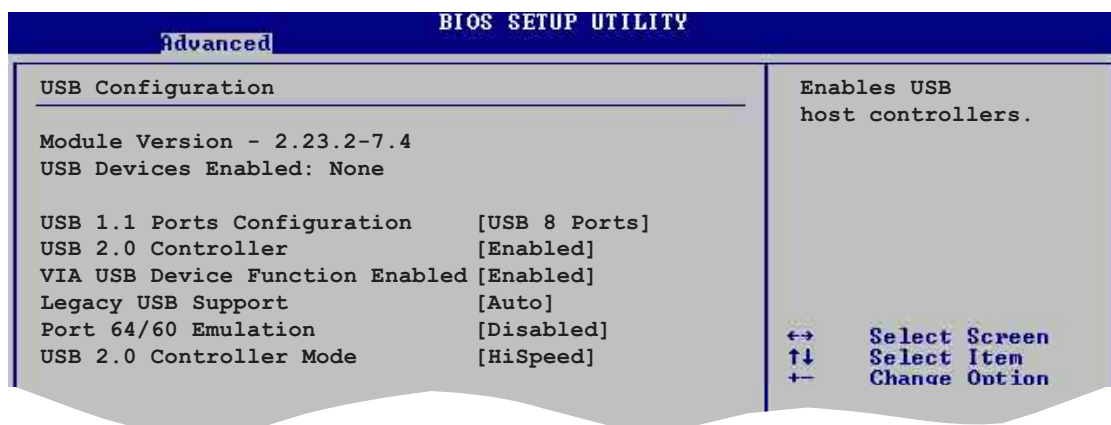 BIOS SETUP UTILITY
Advanced
USB Configuration
Module Version - 2.23.2-7.4
USB Devices Enabled: None
USB 1.1 Ports Configuration [USB 8 Ports]
USB 2.0 Controller [Enabled]
VIA USB Device Function Enabled [Enabled]
Legacy USB Support [Auto]
Port 64/60 Emulation [Disabled]
USB 2.0 Controller Mode [HiSpeed]
Enables USB
host controllers.
←→ Select Screen
↑↓ Select Item
+- Change Option